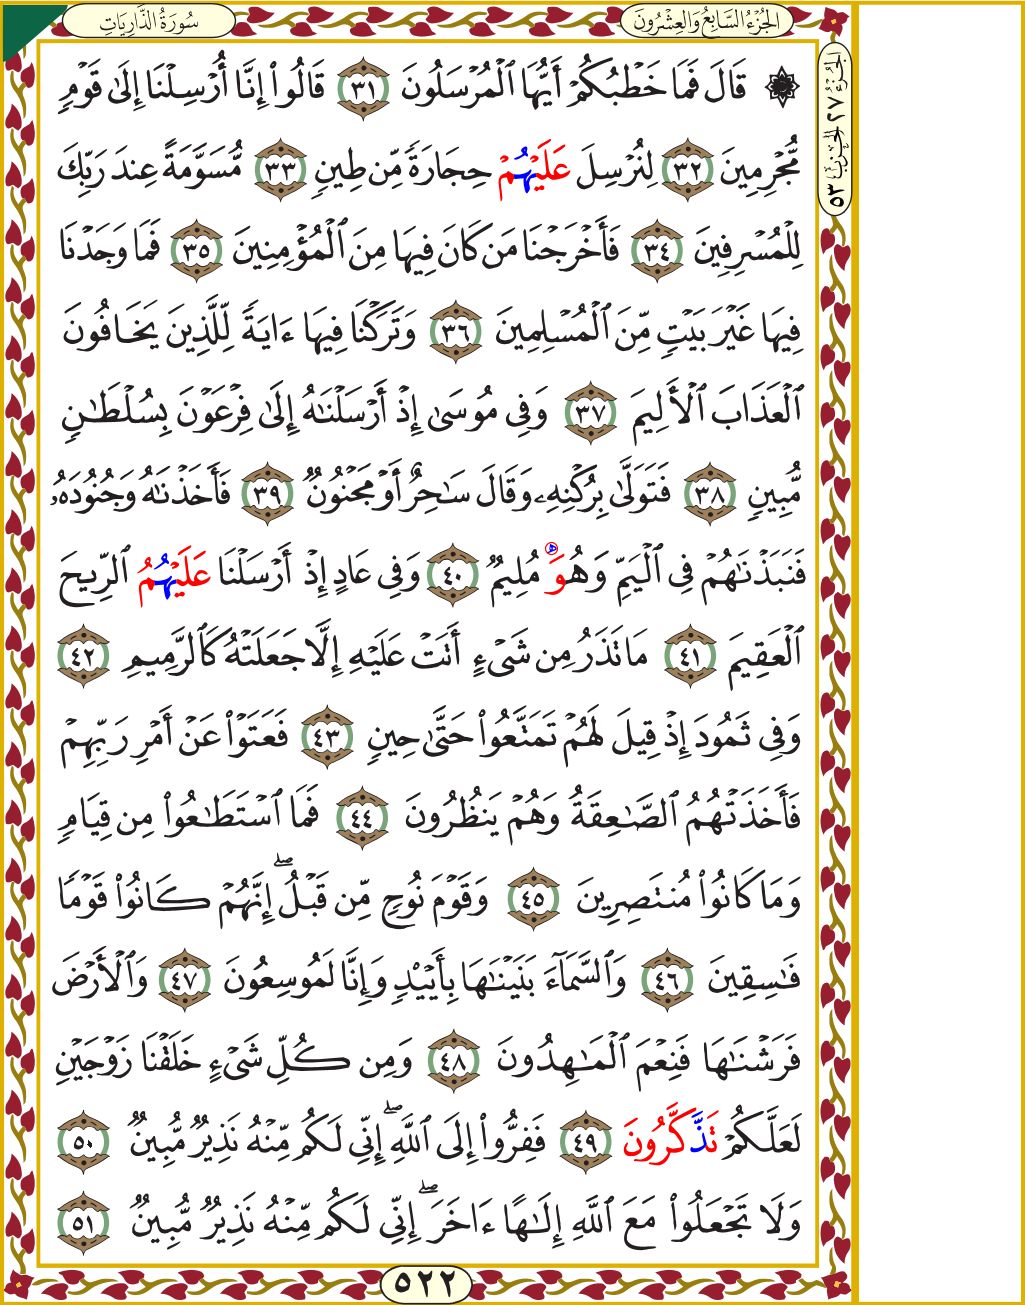 سُورَةُ الذَّارِيَاتِ
الجُزْءُ السَّابِعُ وَالعِشْرُونَ
الجُزْءُ ٢٧ الحِزْبُ ٥٣
۞ قَالَ فَمَا خَطْبُكُمْ أَيُّهَا ٱلْمُرْسَلُونَ ٣١ قَالُوٓا۟ إِنَّآ أُرْسِلْنَآ إِلَىٰ قَوْمٍ
مُّجْرِمِينَ ٣٢ لِنُرْسِلَ عَلَيْهُمْ حِجَارَةً مِّن طِينٍ ٣٣ مُّسَوَّمَةً عِندَ رَبِّكَ
لِلْمُسْرِفِينَ ٣٤ فَأَخْرَجْنَا مَن كَانَ فِيهَا مِنَ ٱلْمُؤْمِنِينَ ٣٥ فَمَا وَجَدْنَا
فِيهَا غَيْرَ بَيْتٍ مِّنَ ٱلْمُسْلِمِينَ ٣٦ وَتَرَكْنَا فِيهَآ ءَايَةً لِّلَّذِينَ يَخَافُونَ
ٱلْعَذَابَ ٱلْأَلِيمَ ٣٧ وَفِى مُوسَىٰٓ إِذْ أَرْسَلْنَٰهُ إِلَىٰ فِرْعَوْنَ بِسُلْطَٰنٍ
مُّبِينٍ ٣٨ فَتَوَلَّىٰ بِرُكْنِهِۦ وَقَالَ سَٰحِرٌ أَوْ مَجْنُونٌ ٣٩ فَأَخَذْنَٰهُ وَجُنُودَهُۥ
فَنَبَذْنَٰهُمْ فِى ٱلْيَمِّ وَهُوَ مُلِيمٌ ٤٠ وَفِى عَادٍ إِذْ أَرْسَلْنَا عَلَيْهُمُ ٱلرِّيحَ
ٱلْعَقِيمَ ٤١ مَا تَذَرُ مِن شَىْءٍ أَتَتْ عَلَيْهِ إِلَّا جَعَلَتْهُ كَٱلرَّمِيمِ ٤٢
وَفِى ثَمُودَ إِذْ قِيلَ لَهُمْ تَمَتَّعُوا۟ حَتَّىٰ حِينٍ ٤٣ فَعَتَوْا۟ عَنْ أَمْرِ رَبِّهِمْ
فَأَخَذَتْهُمُ ٱلصَّٰعِقَةُ وَهُمْ يَنظُرُونَ ٤٤ فَمَا ٱسْتَطَٰعُوا۟ مِن قِيَامٍ
وَمَا كَانُوا۟ مُنتَصِرِينَ ٤٥ وَقَوْمَ نُوحٍ مِّن قَبْلُ ۖ إِنَّهُمْ كَانُوا۟ قَوْمًا
فَٰسِقِينَ ٤٦ وَٱلسَّمَآءَ بَنَيْنَٰهَا بِأَيْي۟دٍ وَإِنَّا لَمُوسِعُونَ ٤٧ وَٱلْأَرْضَ
فَرَشْنَٰهَا فَنِعْمَ ٱلْمَٰهِدُونَ ٤٨ وَمِن كُلِّ شَىْءٍ خَلَقْنَا زَوْجَيْنِ
لَعَلَّكُمْ تَذَّكَّرُونَ ٤٩ فَفِرُّوٓا۟ إِلَى ٱللَّهِ ۖ إِنِّى لَكُم مِّنْهُ نَذِيرٌ مُّبِينٌ ٥٠
وَلَا تَجْعَلُوا۟ مَعَ ٱللَّهِ إِلَٰهًا ءَاخَرَ ۖ إِنِّى لَكُم مِّنْهُ نَذِيرٌ مُّبِينٌ ٥١
٥٢٢